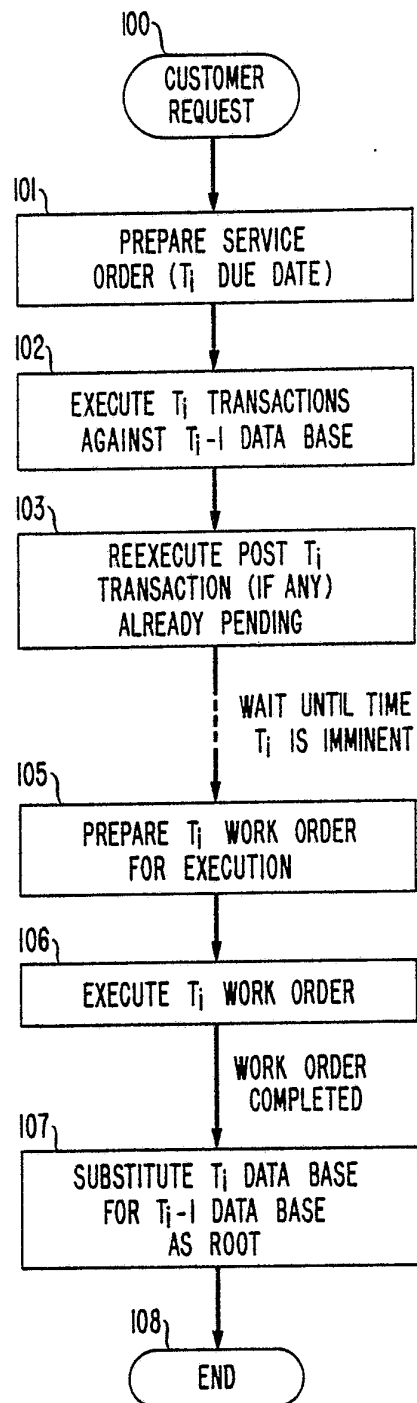 100
CUSTOMER
REQUEST
101
PREPARE SERVICE
ORDER (Ti DUE DATE)
102
EXECUTE Ti TRANSACTIONS
AGAINST Ti-1 DATA BASE
103
REEXECUTE POST Ti
TRANSACTION (IF ANY)
ALREADY PENDING
WAIT UNTIL TIME
Ti IS IMMINENT
105
PREPARE Ti WORK ORDER
FOR EXECUTION
106
EXECUTE Ti WORK ORDER
WORK ORDER
COMPLETED
107
SUBSTITUTE Ti DATA BASE
FOR Ti-1 DATA BASE
AS ROOT
108
END